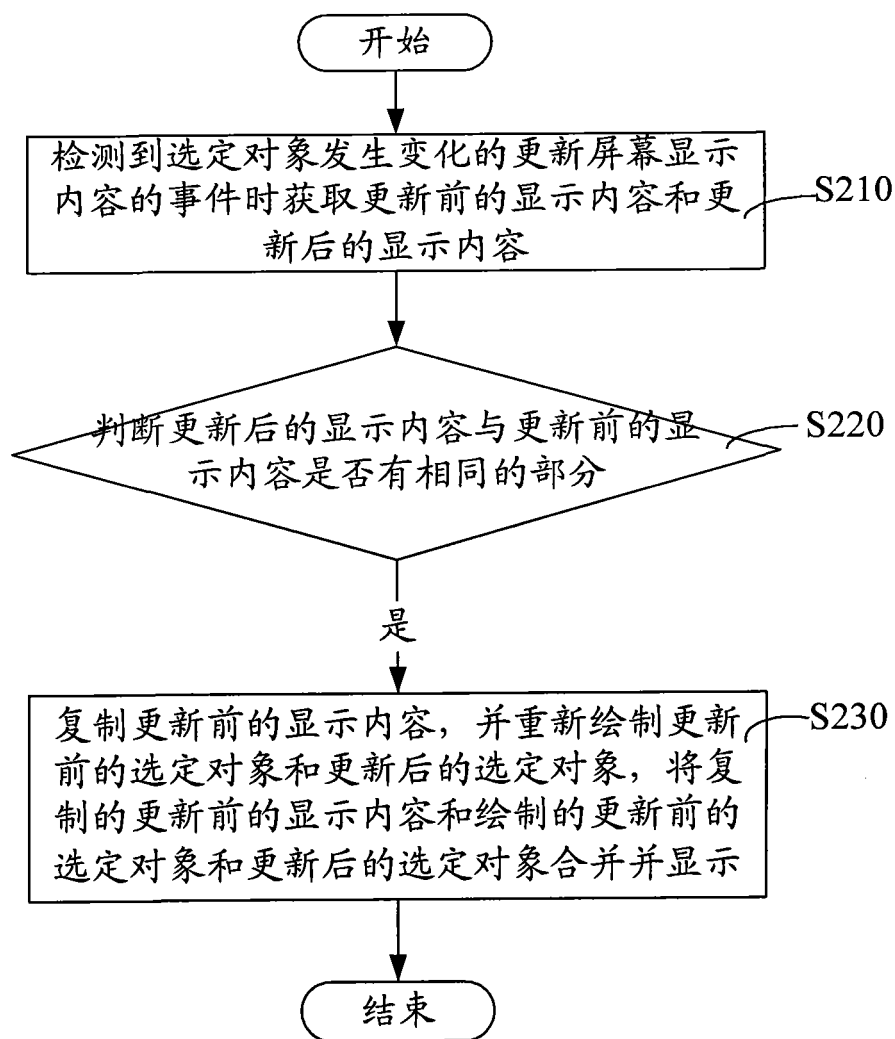 开始
检测到选定对象发生变化的更新屏幕显示
内容的事件时获取更新前的显示内容和更
新后的显示内容
S210
判断更新后的显示内容与更新前的显
示内容是否有相同的部分
S220
是
复制更新前的显示内容，并重新绘制更新
前的选定对象和更新后的选定对象，将复
制的更新前的显示内容和绘制的更新前的
选定对象和更新后的选定对象合并并显示
S230
结束